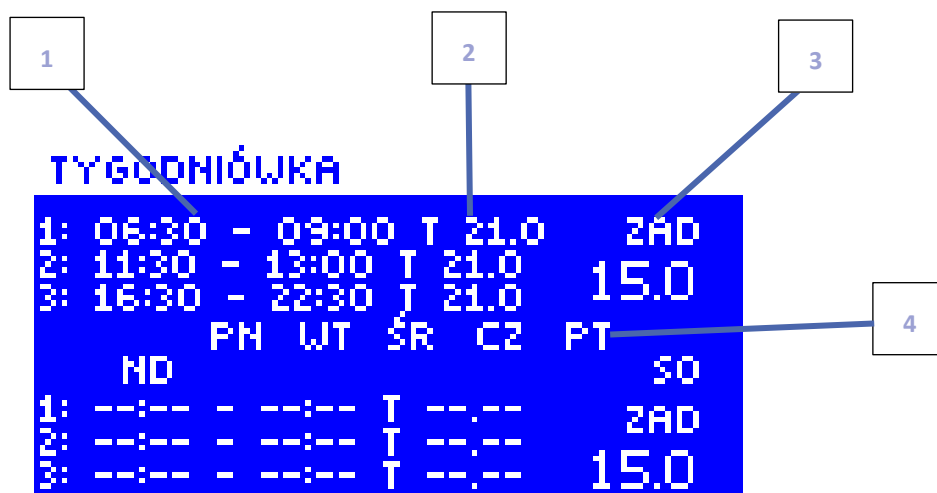 1 2 3
TYGODNIÓWKA
1: 06:30 - 09:00 T 21.0 ZAD
2: 11:30 - 13:00 T 21.0 15.0
3: 16:30 - 22:30 T 21.0
4
PN WT ŚR CZ PT
ND SO
1: --:-- - --:-- T --.-- ZAD
2: --:-- - --:-- T --.--
3: --:-- - --:-- T --.-- 15.0